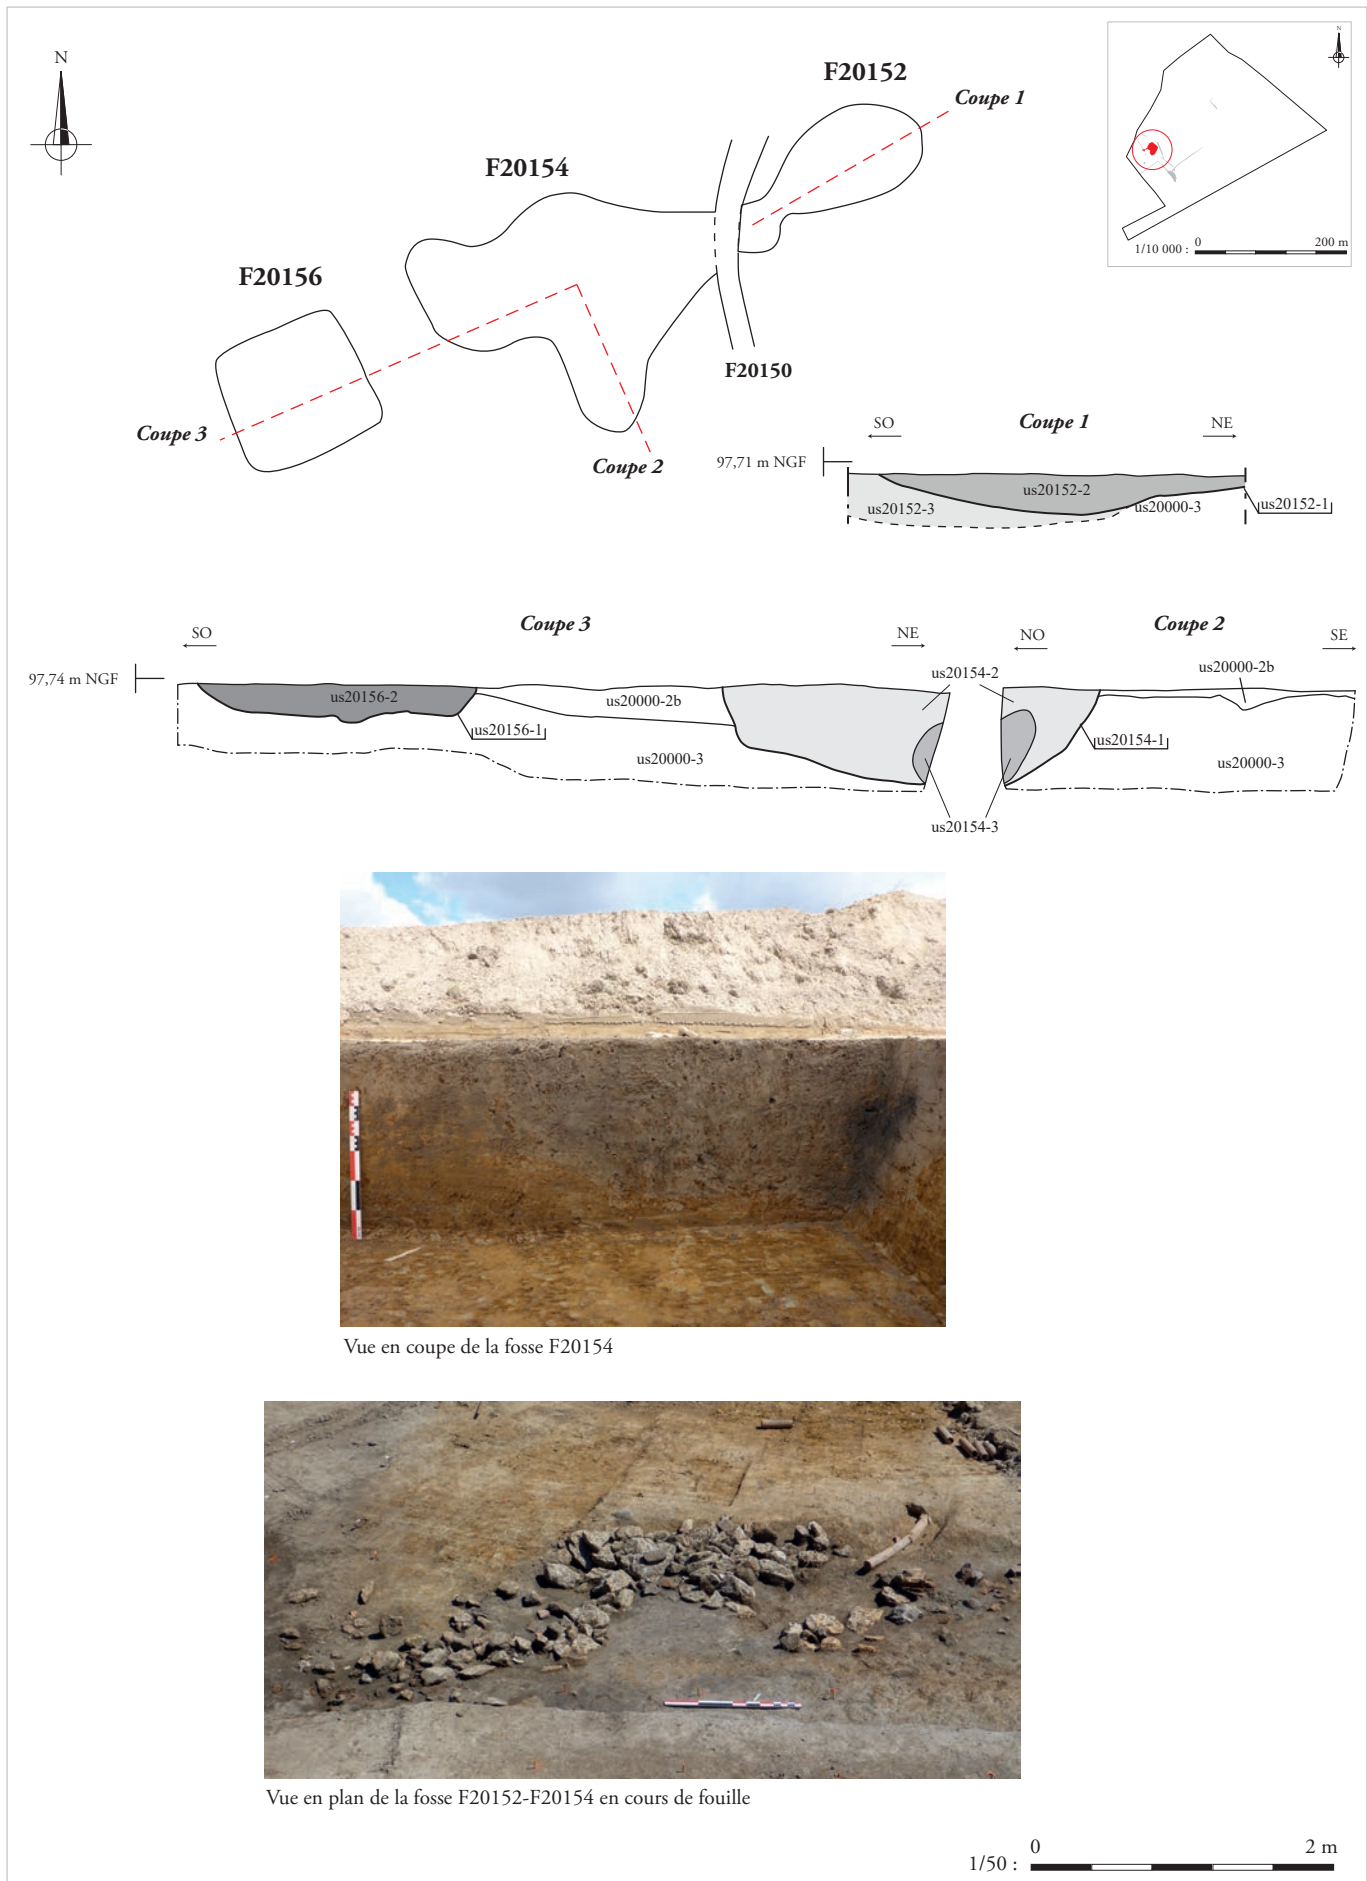 N
F20152
Coupe 1
F20154
F20156
F20150
Coupe 3
Coupe 2
N
1/10 000 : 0 200 m
SO Coupe 1 NE
97,71 m NGF
us20152-2
us20152-3
us20000-3
us20152-1
SO Coupe 3 NE
NO Coupe 2 SE
97,74 m NGF
us20154-2
us20000-2b
us20156-2
us20000-2b
us20156-1
us20154-1
us20000-3
us20000-3
us20154-3
Vue en coupe de la fosse F20154
Vue en plan de la fosse F20152-F20154 en cours de fouille
1/50 : 0 2 m